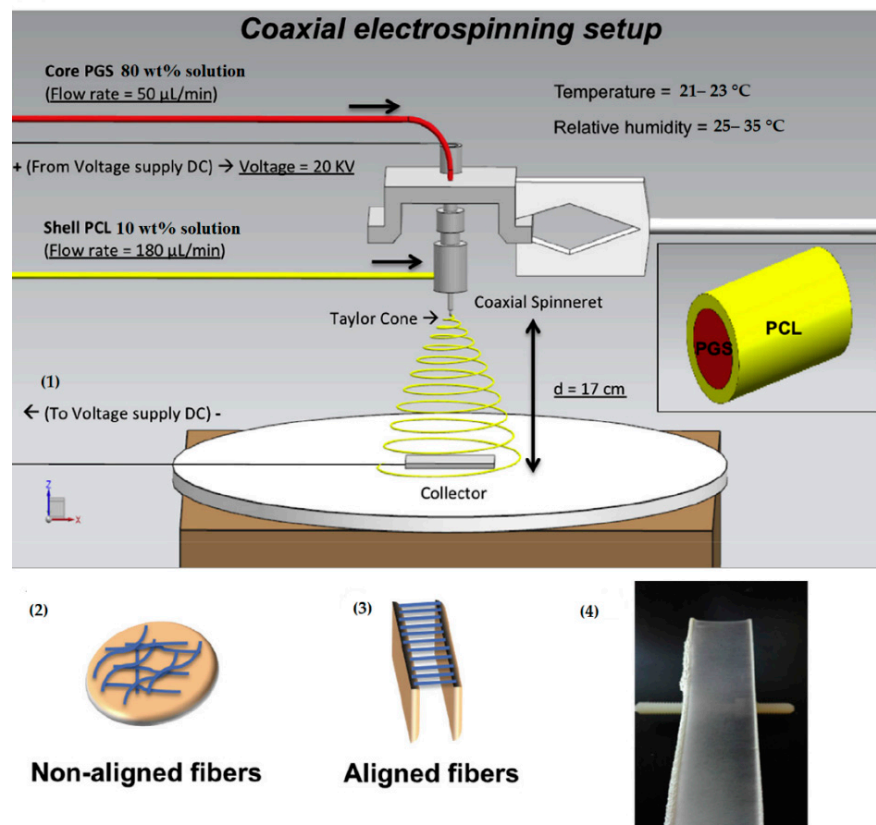 Coaxial electrospinning setup
Core PGS 80 wt% solution
(Flow rate = 50 µL/min)
Temperature = 21– 23 °C
Relative humidity = 25– 35 °C
+ (From Voltage supply DC) → Voltage = 20 KV
Shell PCL 10 wt% solution
(Flow rate = 180 µL/min)
Coaxial Spinneret
Taylor Cone →
PGS
PCL
(1)
d = 17 cm
← (To Voltage supply DC) -
Collector
Z
X
(2)
(3)
(4)
Non-aligned fibers
Aligned fibers